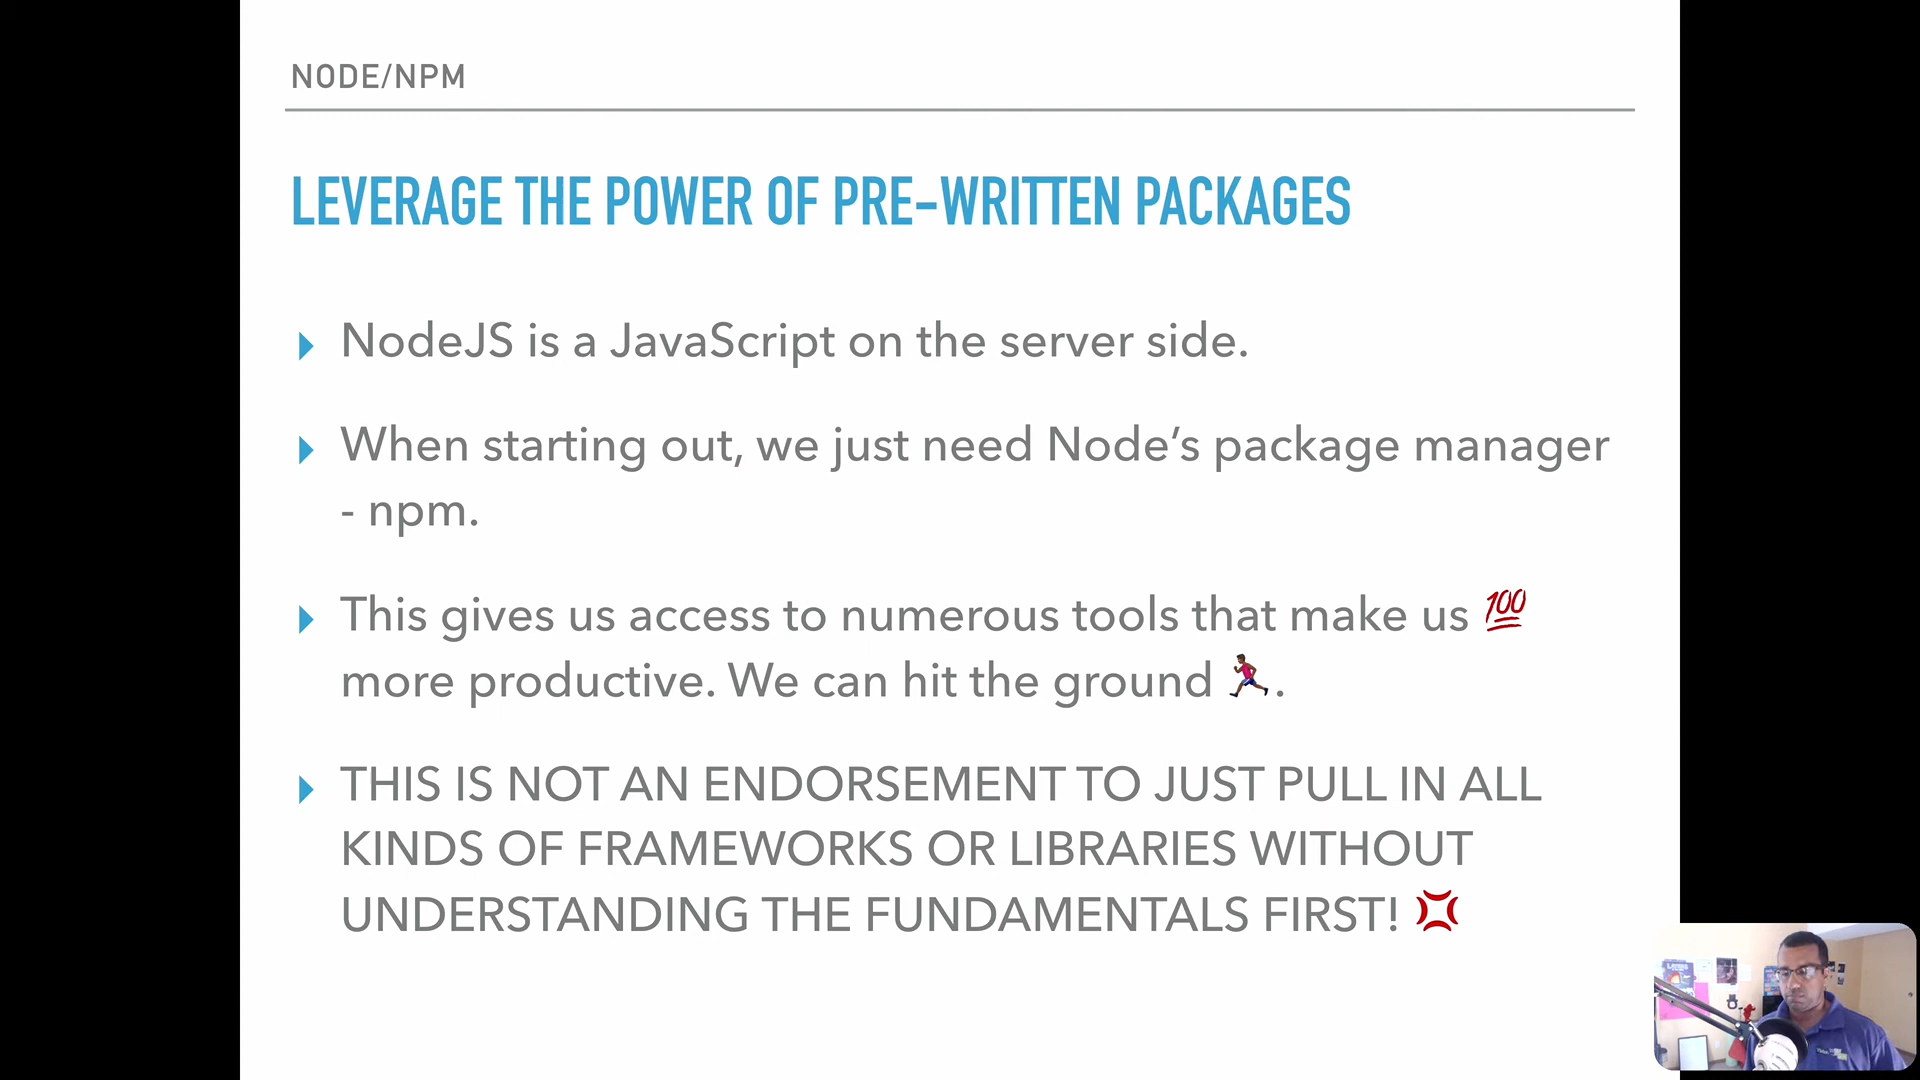 NODE/NPM
LEVERAGE THE POWER OF PRE-WRITTEN PACKAGES
NodeJS is a JavaScript on the server side.
When starting out, we just need Node’s package manager
- npm.
This gives us access to numerous tools that make us 💯
more productive. We can hit the ground 🏃🏾.
THIS IS NOT AN ENDORSEMENT TO JUST PULL IN ALL
KINDS OF FRAMEWORKS OR LIBRARIES WITHOUT
UNDERSTANDING THE FUNDAMENTALS FIRST! 💢